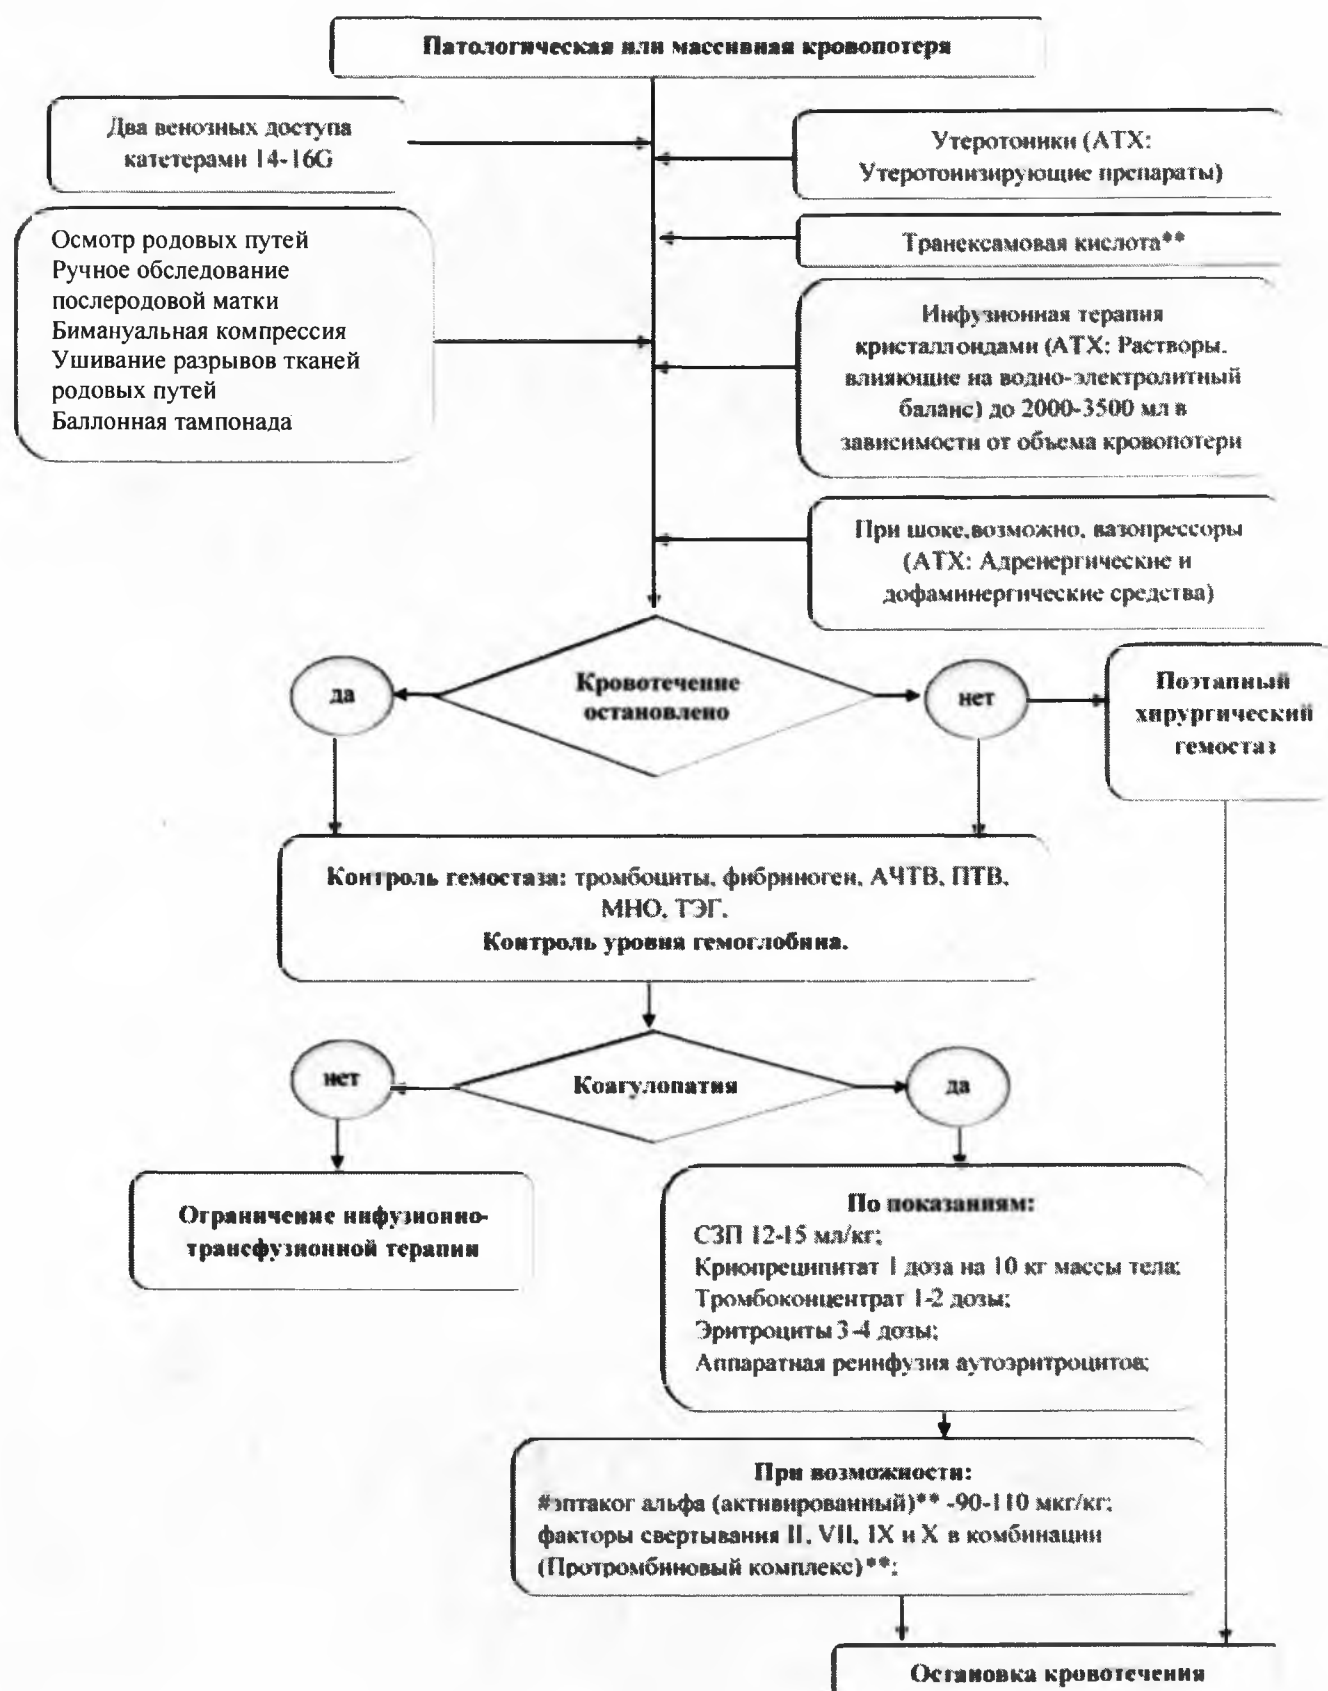 Патологическая или массивная кровопотеря
Два венозных доступа
катетерами 14-16G
Утеротоники (АТХ:
Утеротонизирующие препараты)
Осмотр родовых путей
Ручное обследование
послеродовой матки
Бимануальная компрессия
Ушивание разрывов тканей
родовых путей
Баллонная тампонада
Транексамовая кислота**
Инфузионная терапия
кристаллоидами (АТХ: Растворы,
влияющие на водно-электролитный
баланс) до 2000-3500 мл в
зависимости от объема кровопотери
При шоке,возможно, вазопрессоры
(АТХ: Адренергические и
дофаминергические средства)
Кровотечение
остановлено
да
нет
Поэтапный
хирургический
гемостаз
Контроль гемостаза: тромбоциты, фибриноген, АЧТВ, ПТВ,
МНО, ТЭГ.
Контроль уровня гемоглобина.
Коагулопатия
нет
да
Ограничение инфузионно-
трансфузионной терапии
По показаниям:
СЗП 12-15 мл/кг;
Криопреципитат 1 доза на 10 кг массы тела;
Тромбоконцентрат 1-2 дозы;
Эритроциты 3-4 дозы;
Аппаратная реинфузия аутоэритроцитов;
При возможности:
#эптаког альфа (активированный)** -90-110 мкг/кг;
факторы свертывания II, VII, IX и X в комбинации
(Протромбиновый комплекс)**;
Остановка кровотечения